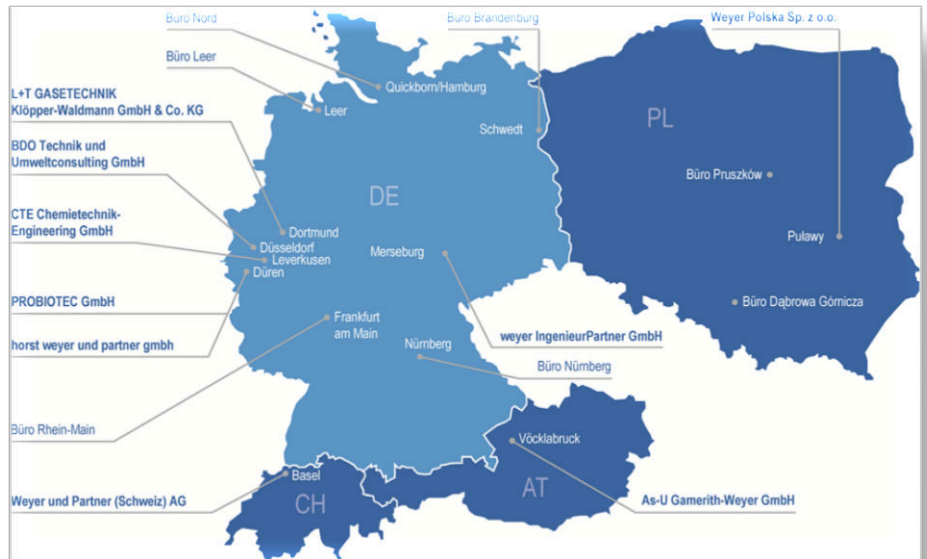 Büro Nord
Büro Brandenburg
Weyer Polska Sp. z o.o.
Büro Leer
Quickborn/Hamburg
L+T GASETECHNIK
Klöpper-Waldmann GmbH & Co. KG
Leer
PL
Schwedt
BDO Technik und
Umweltconsulting GmbH
Büro Pruszków
DE
CTE Chemietechnik-
Engineering GmbH
Dortmund
Puławy
Düsseldorf
Merseburg
Leverkusen
Düren
PROBIOTEC GmbH
Büro Dąbrowa Górnicza
Frankfurt
am Main
horst weyer und partner gmbh
weyer IngenieurPartner GmbH
Nürnberg
Büro Nürnberg
Büro Rhein-Main
Vöcklabruck
Basel
AT
Weyer und Partner (Schweiz) AG
CH
As-U Gamerith-Weyer GmbH